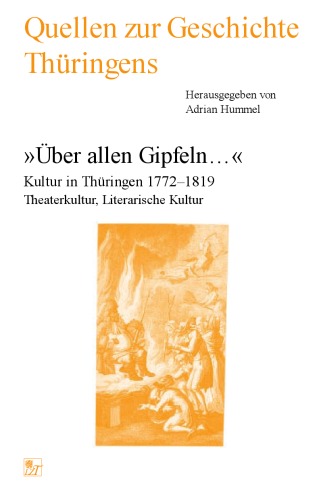 Quellen zur Geschichte
Thüringens
Herausgegeben von
Adrian Hummel
»Über allen Gipfeln…«
Kultur in Thüringen 1772–1819
Theaterkultur, Literarische Kultur
LZT